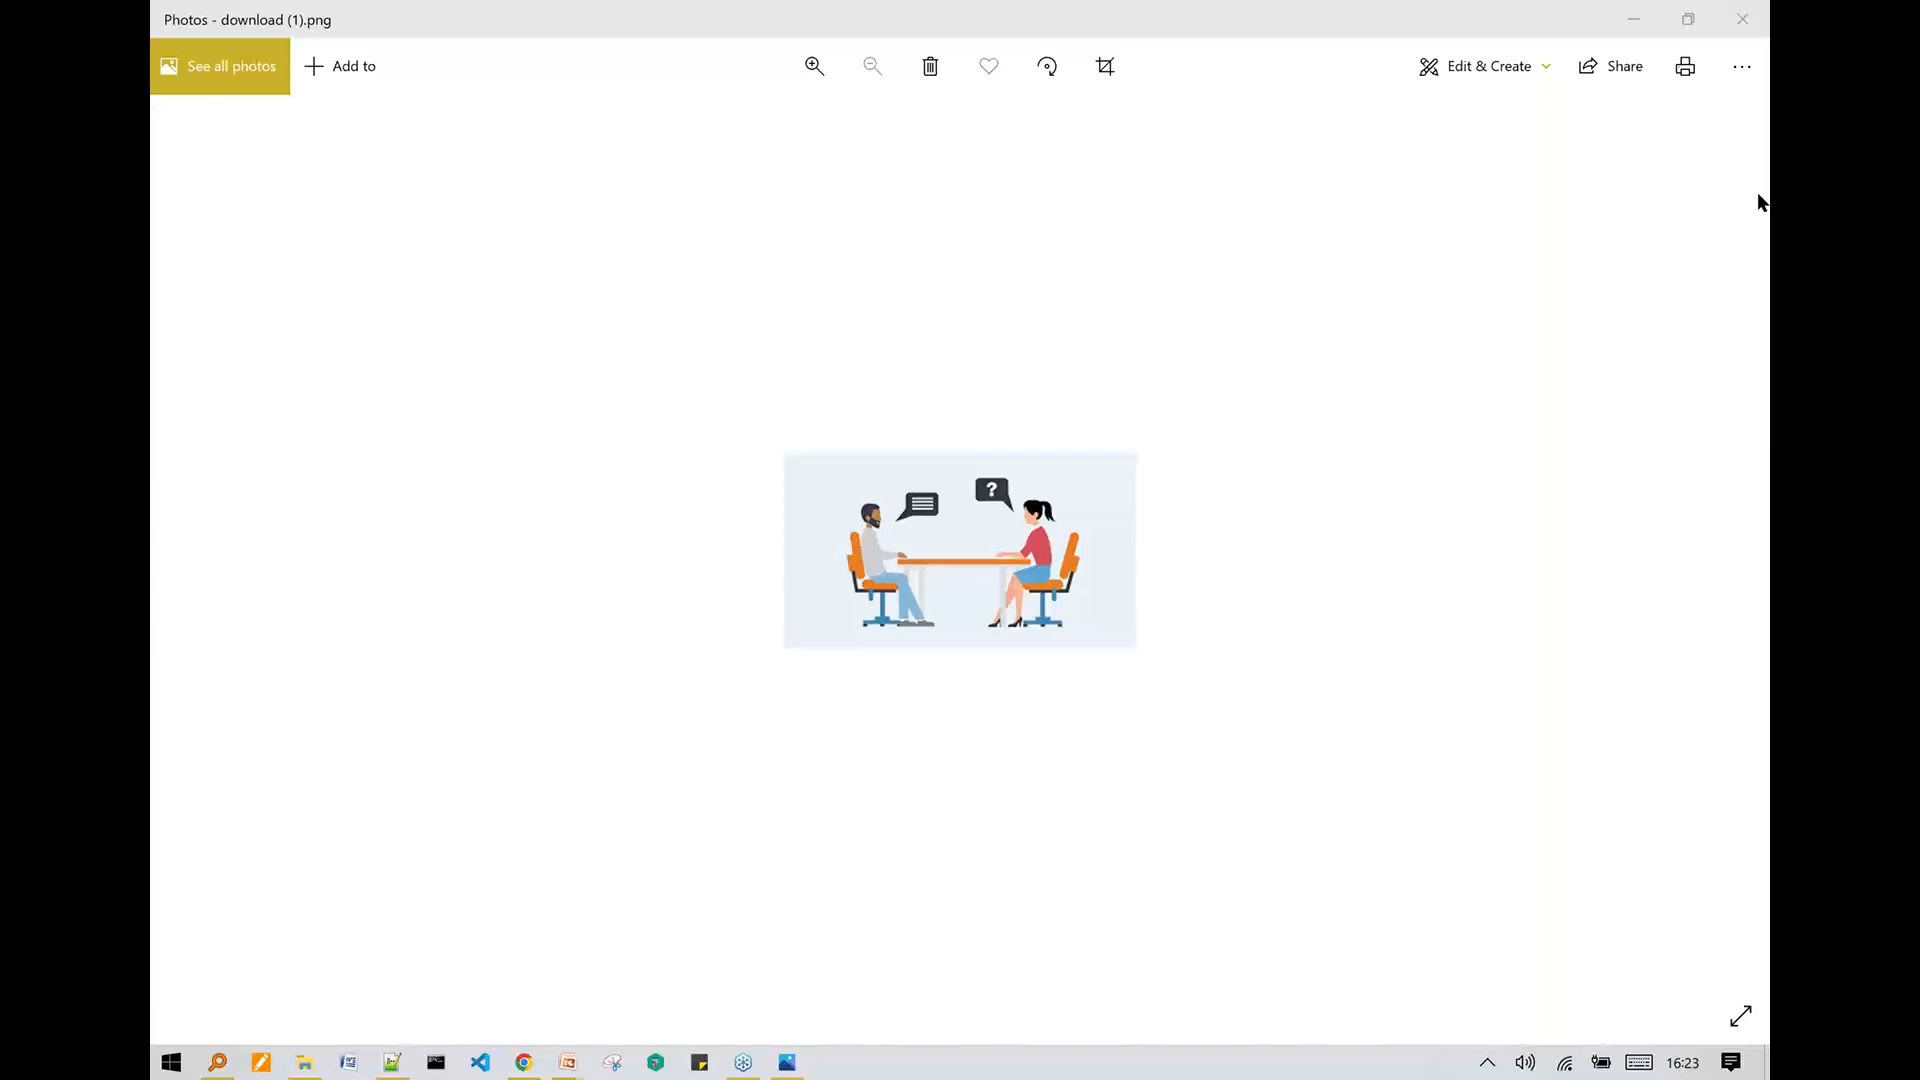 Photos - download (1).png
See all photos
Add to
Edit & Create
Share
?
16:23